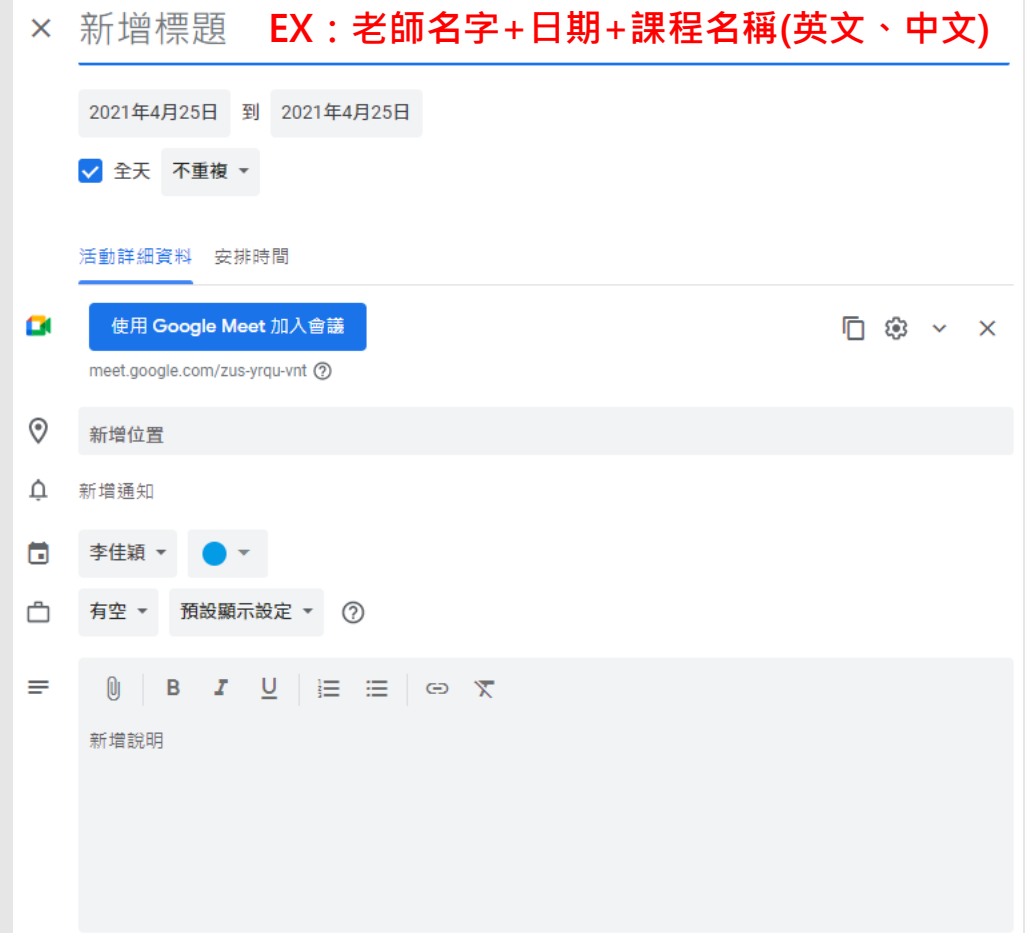 新增標題 EX：老師名字+日期+課程名稱(英文、中文)
2021年4月25日 到 2021年4月25日
全天 不重複
活動詳細資料 安排時間
使用 Google Meet 加入會議
meet.google.com/zus-yrqu-vnt
新增位置
新增通知
李佳穎
有空 預設顯示設定
B I U
新增說明